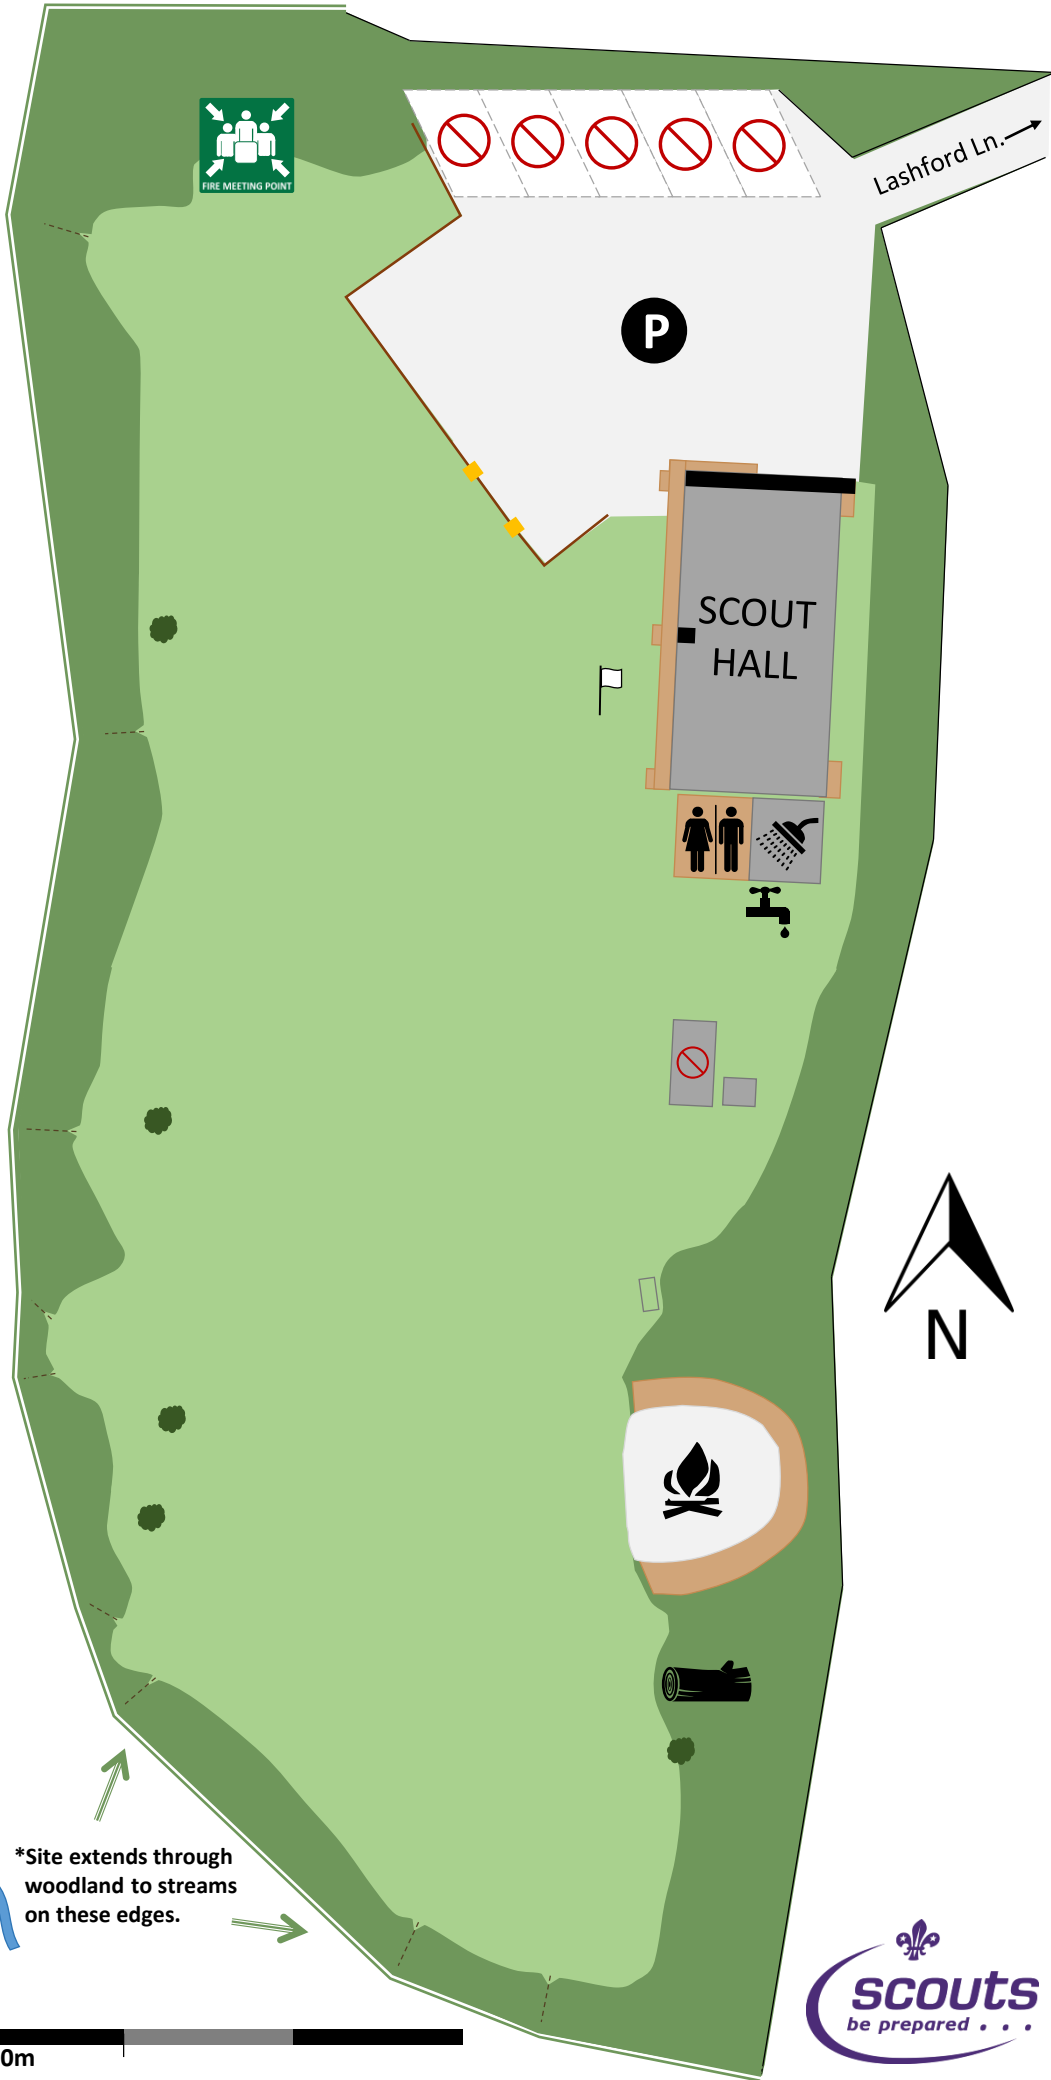 FIRE MEETING POINT
Lashford Ln.
P
SCOUT
HALL
N
*Site extends through
woodland to streams
on these edges.
0m
scouts
be prepared . . .